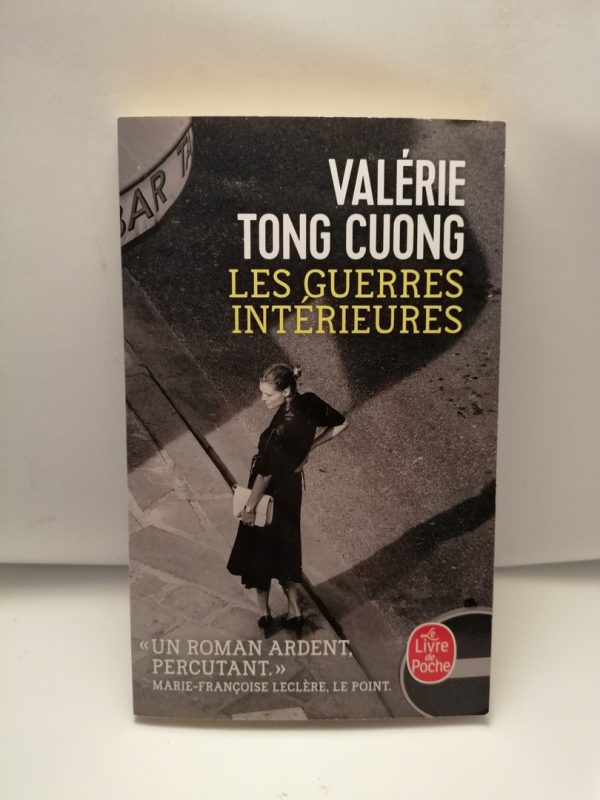 BAR TA
VALÉRIE
TONG CUONG
LES GUERRES
INTÉRIEURES
« UN ROMAN ARDENT,
PERCUTANT. »
MARIE-FRANÇOISE LECLÈRE, LE POINT.
Le
Livre
de
Poche